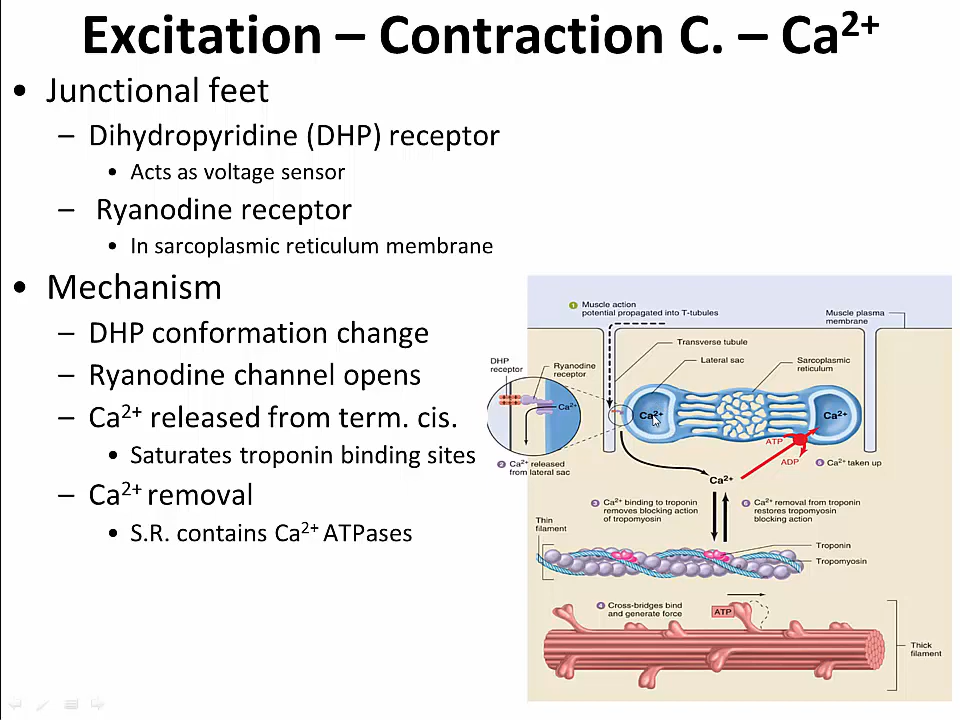 Excitation – Contraction C. – Ca2+
• Junctional feet
– Dihydropyridine (DHP) receptor
• Acts as voltage sensor
– Ryanodine receptor
• In sarcoplasmic reticulum membrane
• Mechanism
– DHP conformation change
– Ryanodine channel opens
– Ca2+ released from term. cis.
• Saturates troponin binding sites
– Ca2+ removal
• S.R. contains Ca2+ ATPases
1 Muscle action
potential propagated into T-tubules
Muscle plasma
membrane
Transverse tubule
Lateral sac
Sarcoplasmic
reticulum
DHP
receptor
Ryanodine
receptor
Ca2+
Ca2+
Ca2+
ATP
ADP
2 Ca2+ released
from lateral sac
5 Ca2+ taken up
Ca2+
3 Ca2+ binding to troponin
removes blocking action
of tropomyosin
6 Ca2+ removal from troponin
restores tropomyosin
blocking action
Thin
filament
Troponin
Tropomyosin
4 Cross-bridges bind
and generate force
ATP
Thick
filament